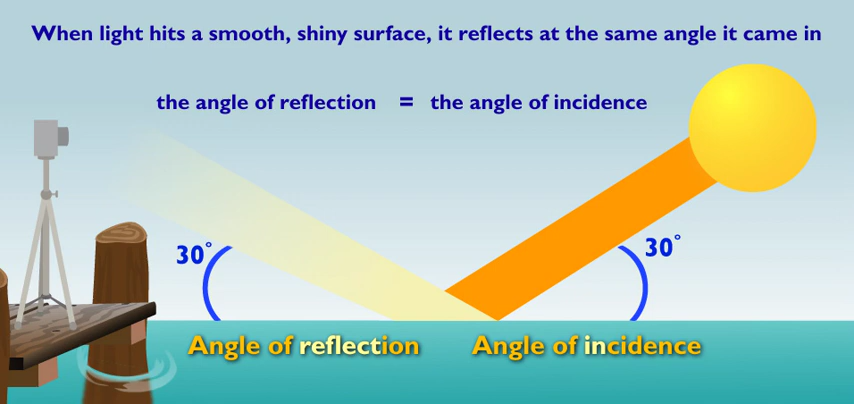 When light hits a smooth, shiny surface, it reflects at the same angle it came in
the angle of reflection = the angle of incidence
30° 30°
Angle of reflection Angle of incidence